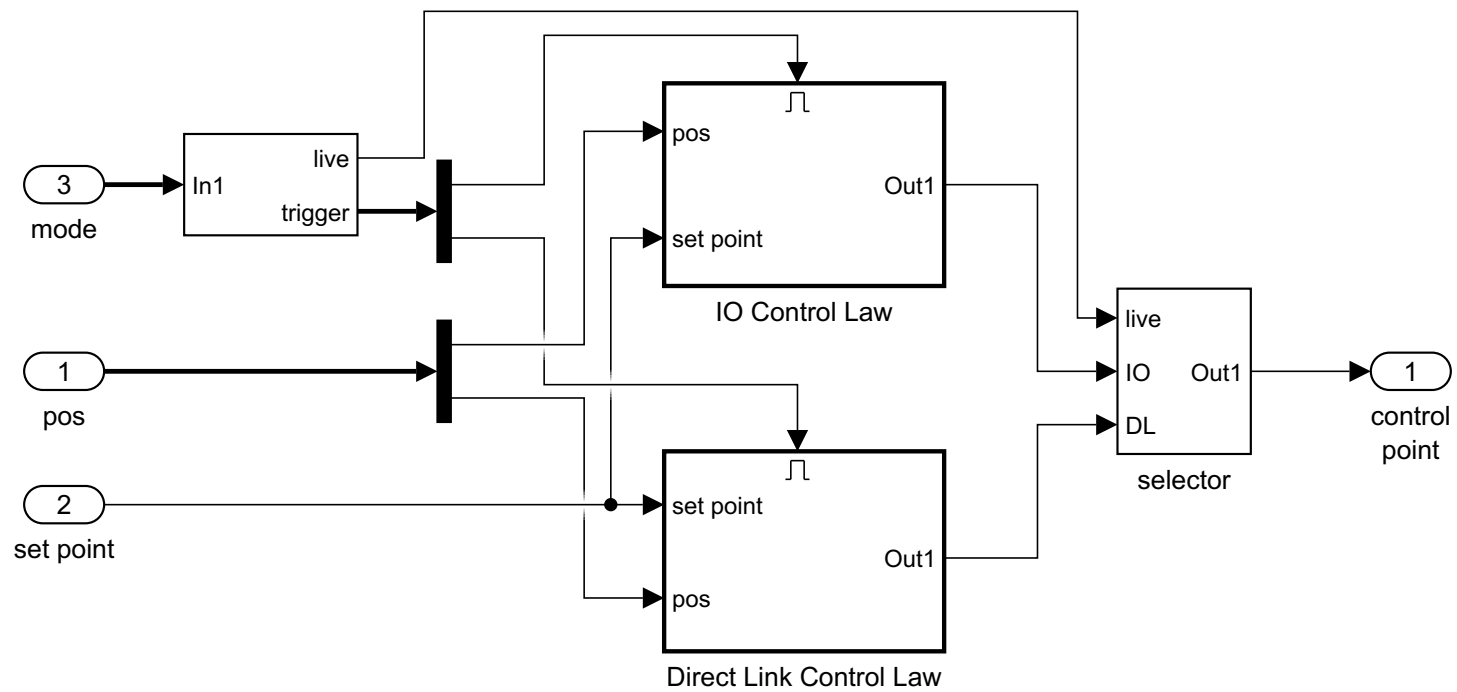 3
mode
In1
live
trigger
pos
set point
Out1
IO Control Law
1
pos
2
set point
set point
pos
Out1
Direct Link Control Law
live
IO
DL
Out1
selector
1
control
point